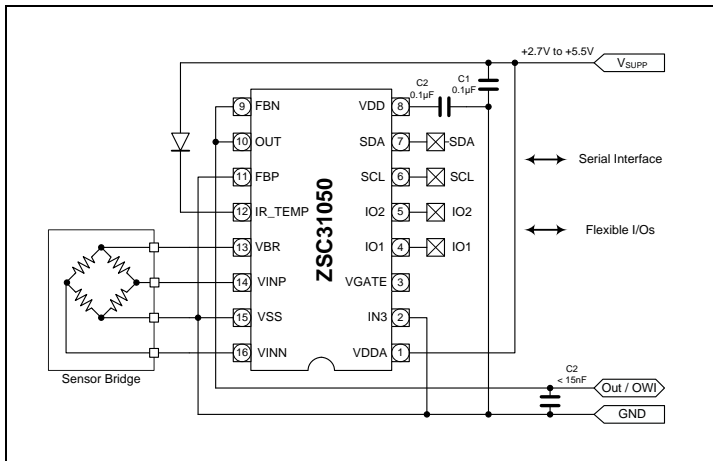 +2.7V to +5.5V
VSUPP
C1
0.1µF
C2
0.1µF
9 FBN
VDD 8
10 OUT
SDA 7
SDA
11 FBP
SCL 6
SCL
12 IR_TEMP
IO2 5
IO2
13 VBR
IO1 4
IO1
14 VINP
VGATE 3
15 VSS
IN3 2
16 VINN
VDDA 1
ZSC31050
Serial Interface
Flexible I/Os
Sensor Bridge
C2
< 15nF
Out / OWI
GND